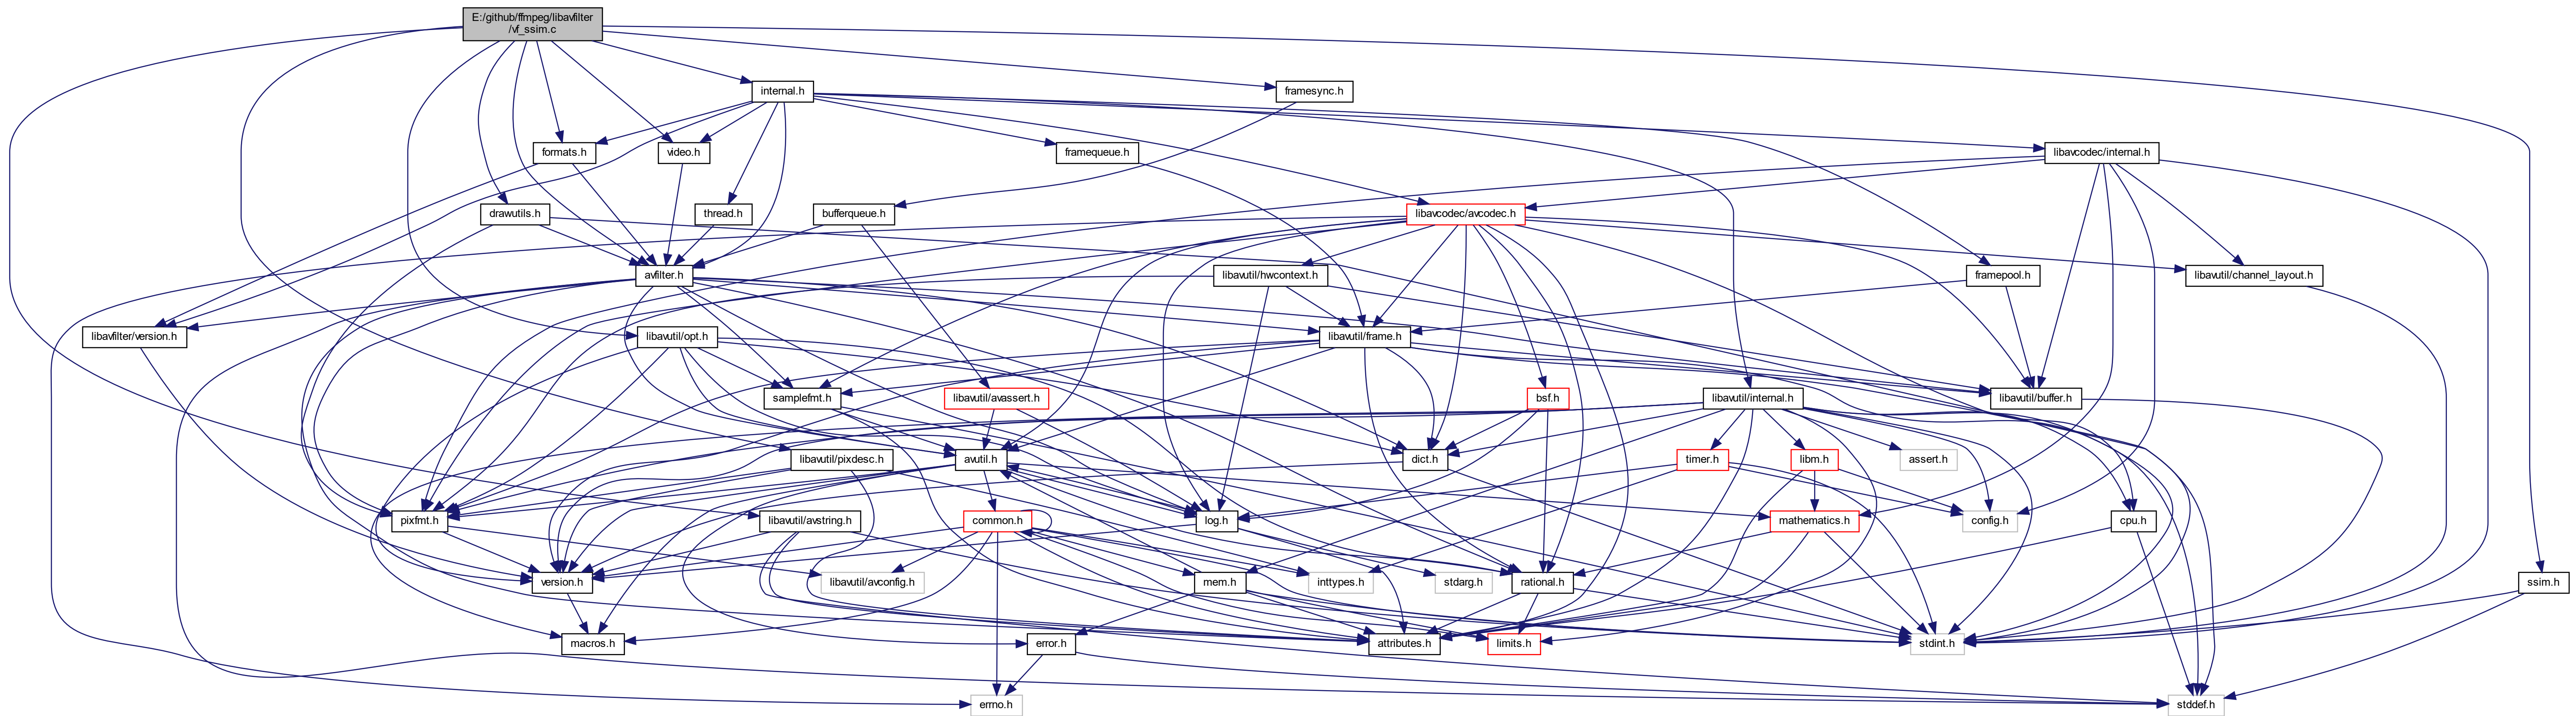 E:/github/ffmpeg/libavfilter
/vf_ssim.c
internal.h
framesync.h
formats.h
video.h
framequeue.h
libavcodec/internal.h
drawutils.h
thread.h
bufferqueue.h
libavcodec/avcodec.h
avfilter.h
libavutil/hwcontext.h
framepool.h
libavutil/channel_layout.h
libavfilter/version.h
libavutil/opt.h
libavutil/frame.h
samplefmt.h
libavutil/avassert.h
bsf.h
libavutil/internal.h
libavutil/buffer.h
libavutil/pixdesc.h
avutil.h
dict.h
timer.h
libm.h
assert.h
pixfmt.h
libavutil/avstring.h
common.h
log.h
mathematics.h
config.h
cpu.h
version.h
libavutil/avconfig.h
mem.h
inttypes.h
stdarg.h
rational.h
ssim.h
macros.h
error.h
attributes.h
limits.h
stdint.h
errno.h
stddef.h